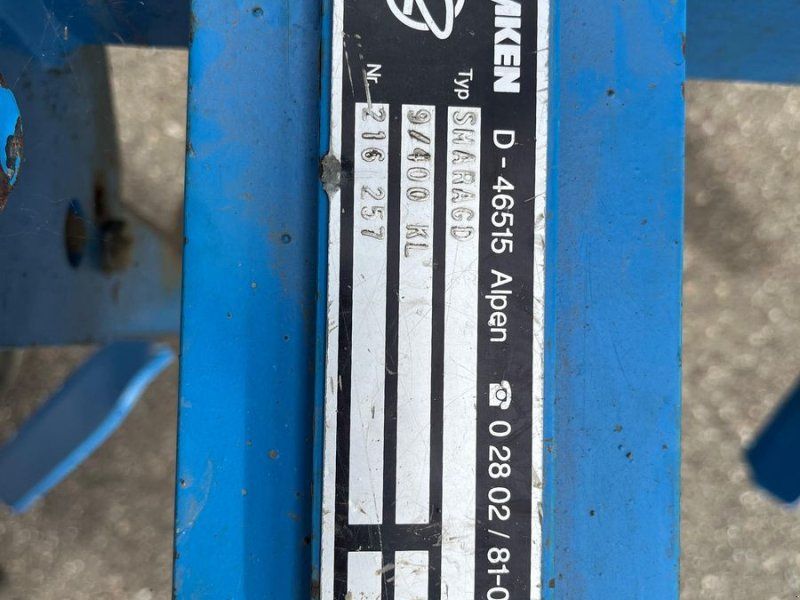 MKEN
D - 46515 Alpen ☎ 0 28 02 / 81-0
Typ SMARAGD
9/400 KL
Nr. 216 257